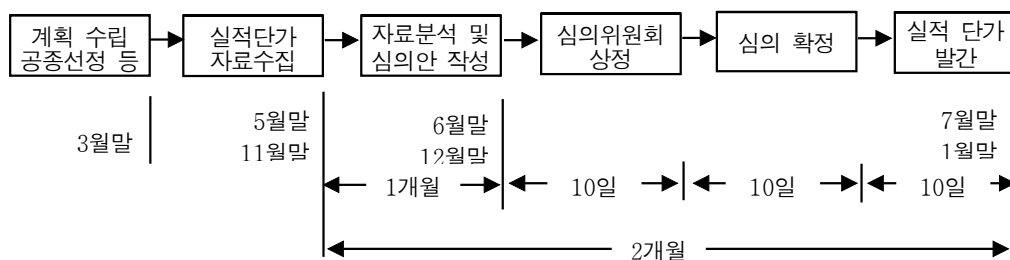 계획 수립
공종선정 등
실적단가
자료수집
자료분석 및
심의안 작성
심의위원회
상정
심의 확정
실적 단가
발간
3월말
5월말
11월말
6월말
12월말
7월말
1월말
1개월
10일
10일
10일
2개월